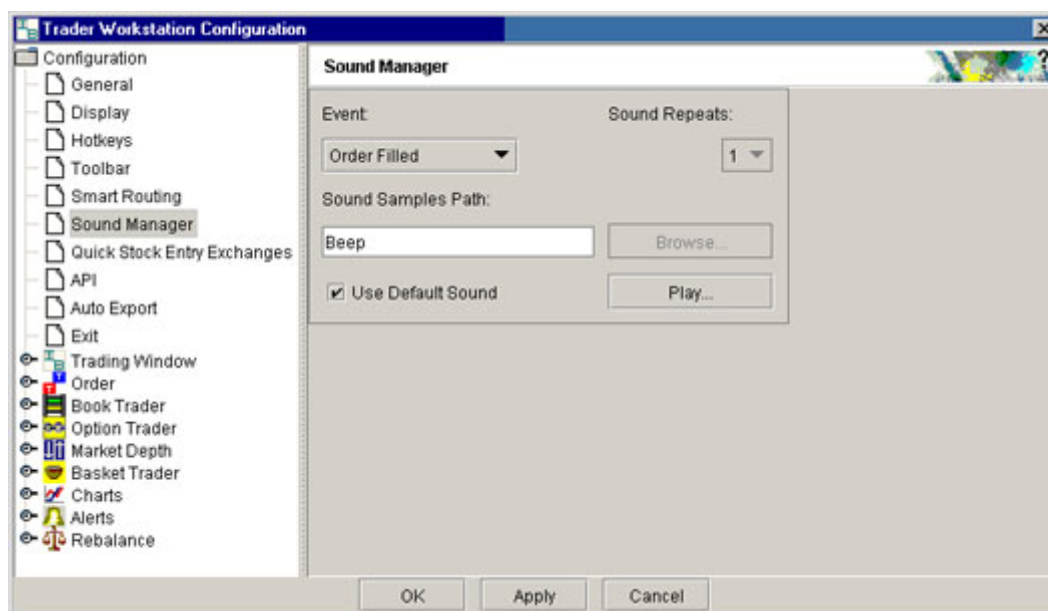 Trader Workstation Configuration
Configuration
General
Display
Hotkeys
Toolbar
Smart Routing
Sound Manager
Quick Stock Entry Exchanges
API
Auto Export
Exit
Trading Window
Order
Book Trader
Option Trader
Market Depth
Basket Trader
Charts
Alerts
Rebalance
Sound Manager
?
Event:
Sound Repeats:
Order Filled
1
Sound Samples Path:
Beep
Browse...
Use Default Sound
Play...
OK
Apply
Cancel